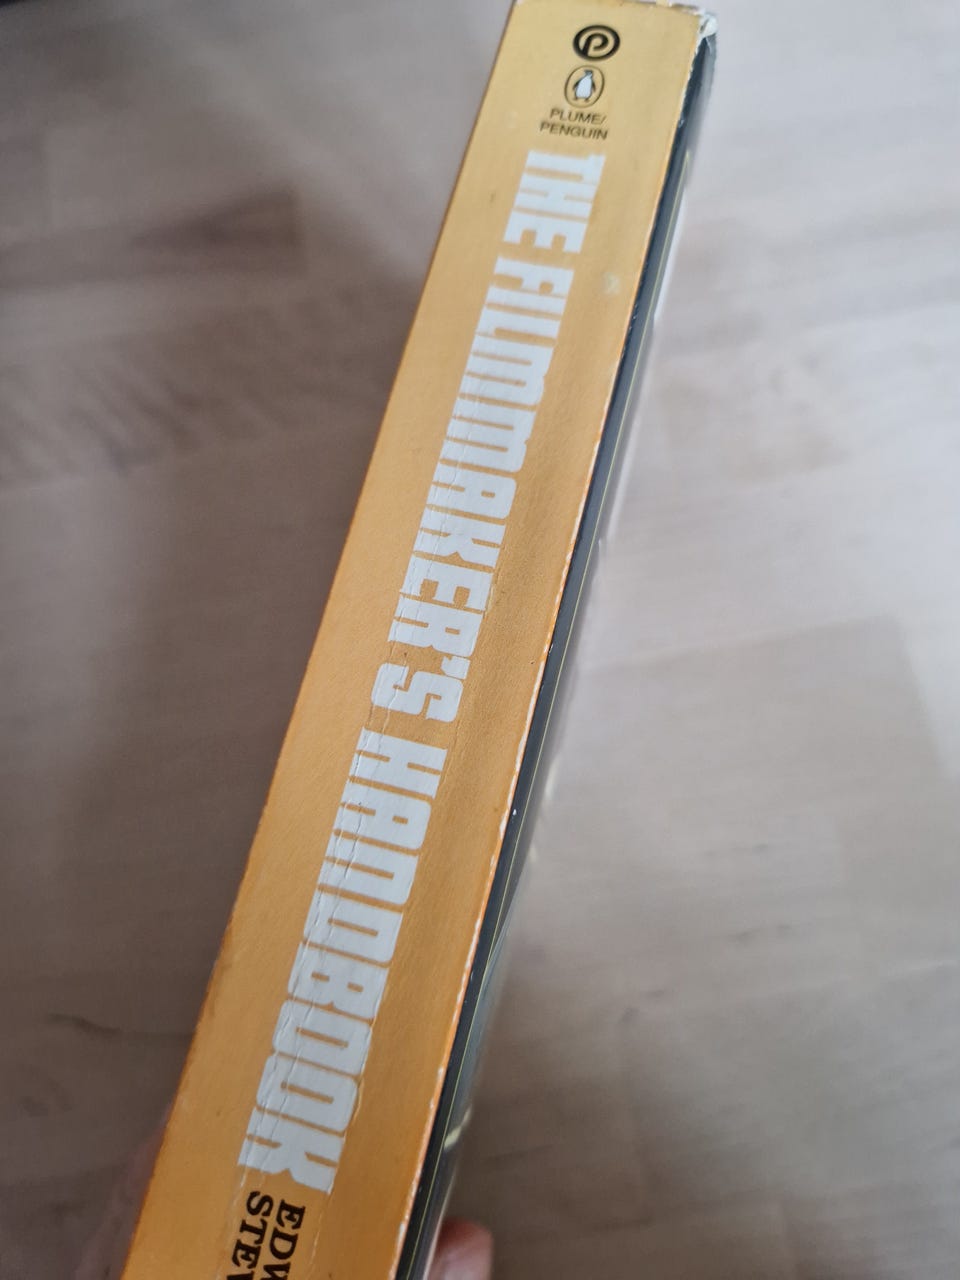 PLUME/
PENGUIN
THE FILMMAKER'S HANDBOOK
EDW
STEV